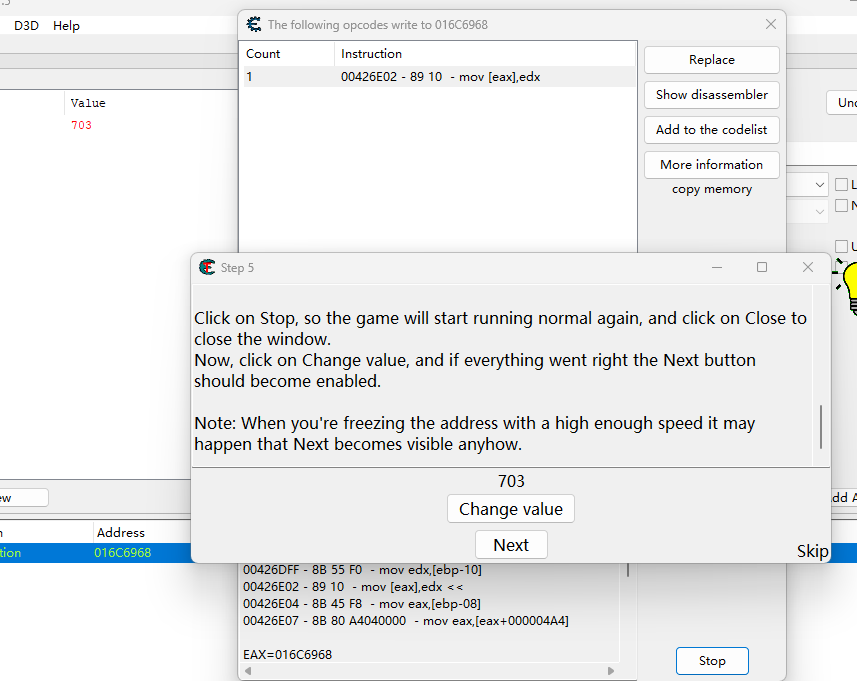 .5
D3D Help
The following opcodes write to 016C6968
Count Instruction
1 00426E02 - 89 10 - mov [eax],edx
Value
703
Replace
Show disassembler
Add to the codelist
More information
copy memory
Step 5
Click on Stop, so the game will start running normal again, and click on Close to
close the window.
Now, click on Change value, and if everything went right the Next button
should become enabled.
Note: When you're freezing the address with a high enough speed it may
happen that Next becomes visible anyhow.
703
Change value
Next
Skip
Address
tion 016C6968
00426DFF - 8B 55 F0 - mov edx,[ebp-10]
00426E02 - 89 10 - mov [eax],edx <<
00426E04 - 8B 45 F8 - mov eax,[ebp-08]
00426E07 - 8B 80 A4040000 - mov eax,[eax+000004A4]
EAX=016C6968
Stop